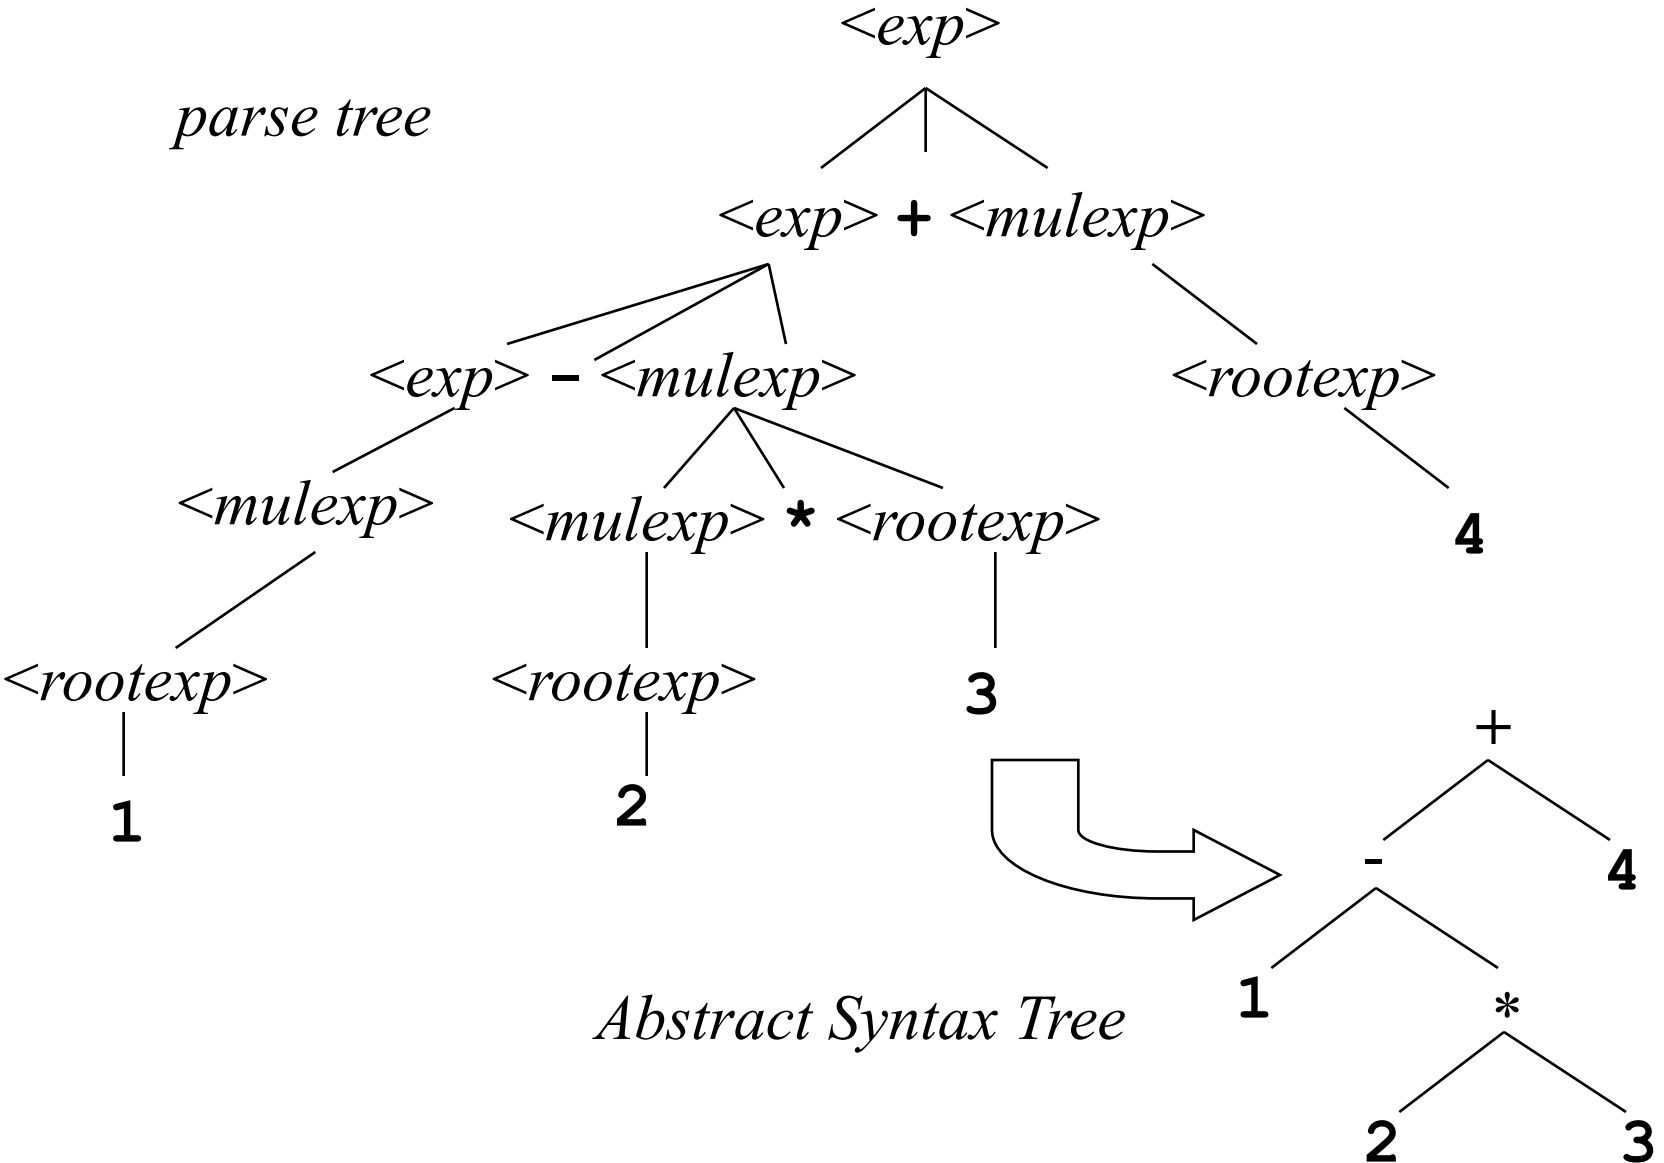 <exp>
parse tree
<exp> + <mulexp>
<exp> - <mulexp>
<rootexp>
<mulexp>
<mulexp> * <rootexp>
4
<rootexp>
<rootexp>
3
1
2
+
-
4
1
*
Abstract Syntax Tree
2
3